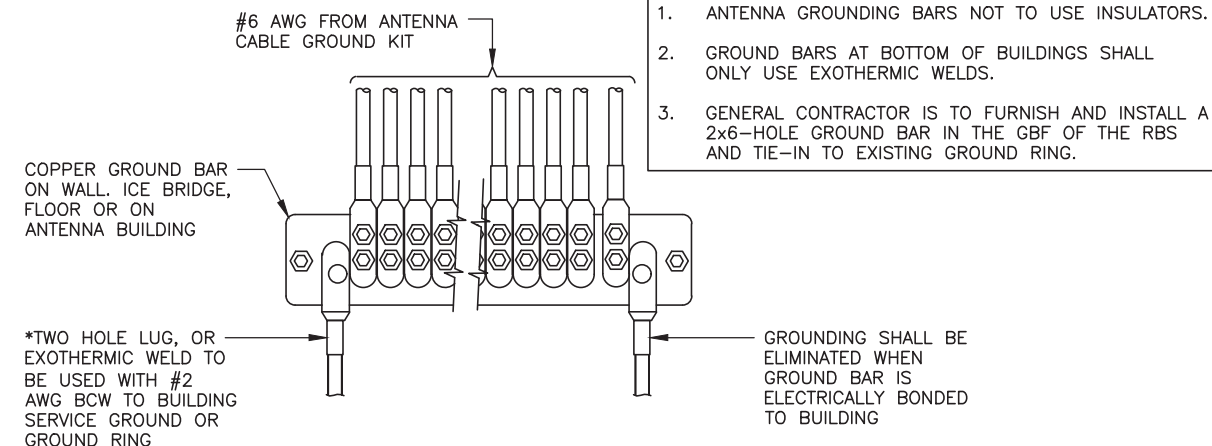 #6 AWG FROM ANTENNA
CABLE GROUND KIT
1. ANTENNA GROUNDING BARS NOT TO USE INSULATORS.
2. GROUND BARS AT BOTTOM OF BUILDINGS SHALL
ONLY USE EXOTHERMIC WELDS.
3. GENERAL CONTRACTOR IS TO FURNISH AND INSTALL A
2x6-HOLE GROUND BAR IN THE GBF OF THE RBS
AND TIE-IN TO EXISTING GROUND RING.
COPPER GROUND BAR
ON WALL. ICE BRIDGE,
FLOOR OR ON
ANTENNA BUILDING
*TWO HOLE LUG, OR
EXOTHERMIC WELD TO
BE USED WITH #2
AWG BCW TO BUILDING
SERVICE GROUND OR
GROUND RING
GROUNDING SHALL BE
ELIMINATED WHEN
GROUND BAR IS
ELECTRICALLY BONDED
TO BUILDING